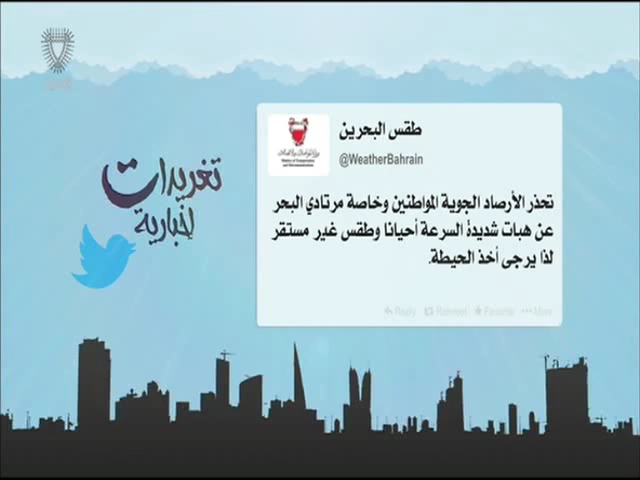 تغريدات
إخبارية
طقس البحرين
@WeatherBahrain
تحذر الأرصاد الجوية المواطنين وخاصة مرتادي البحر
عن هبات شديدة السرعة أحيانا وطقس غير مستقر
لذا يرجى أخذ الحيطة.
Reply Retweet Favorite More